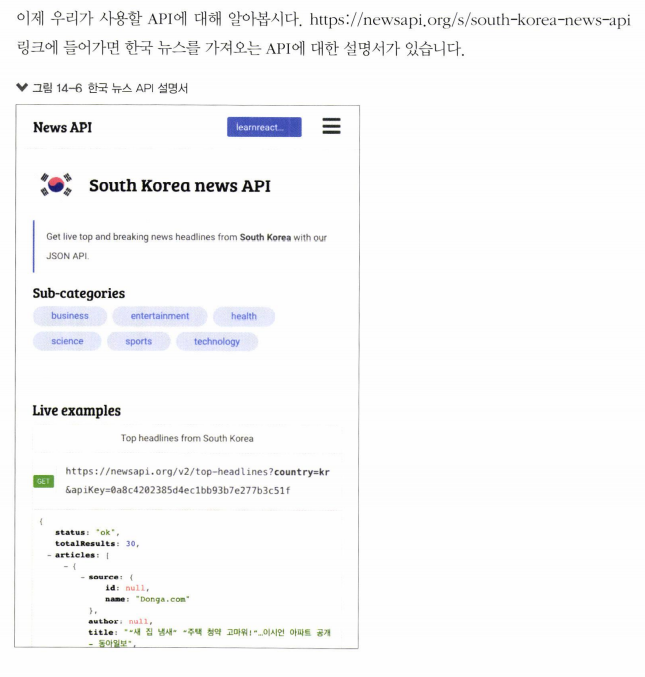 이제 우리가 사용할 API에 대해 알아봅시다. https://newsapi.org/s/south-korea-news-api
링크에 들어가면 한국 뉴스를 가져오는 API에 대한 설명서가 있습니다.
▼ 그림 14-6 한국 뉴스 API 설명서
News API
learnreact...
South Korea news API
Get live top and breaking news headlines from South Korea with our
JSON API.
Sub-categories
business entertainment health
science sports technology
Live examples
Top headlines from South Korea
GET https://newsapi.org/v2/top-headlines?country=kr
&apiKey=0a8c4202385d4ec1bb93b7e277b3c51f
{
status: "ok",
totalResults: 30,
- articles: [
- {
- source: {
id: null,
name: "Donga.com"
},
author: null,
title: ""새 집 냄새" "주택 청약 고마워!"…이시언 아파트 공개
- 동아일보",